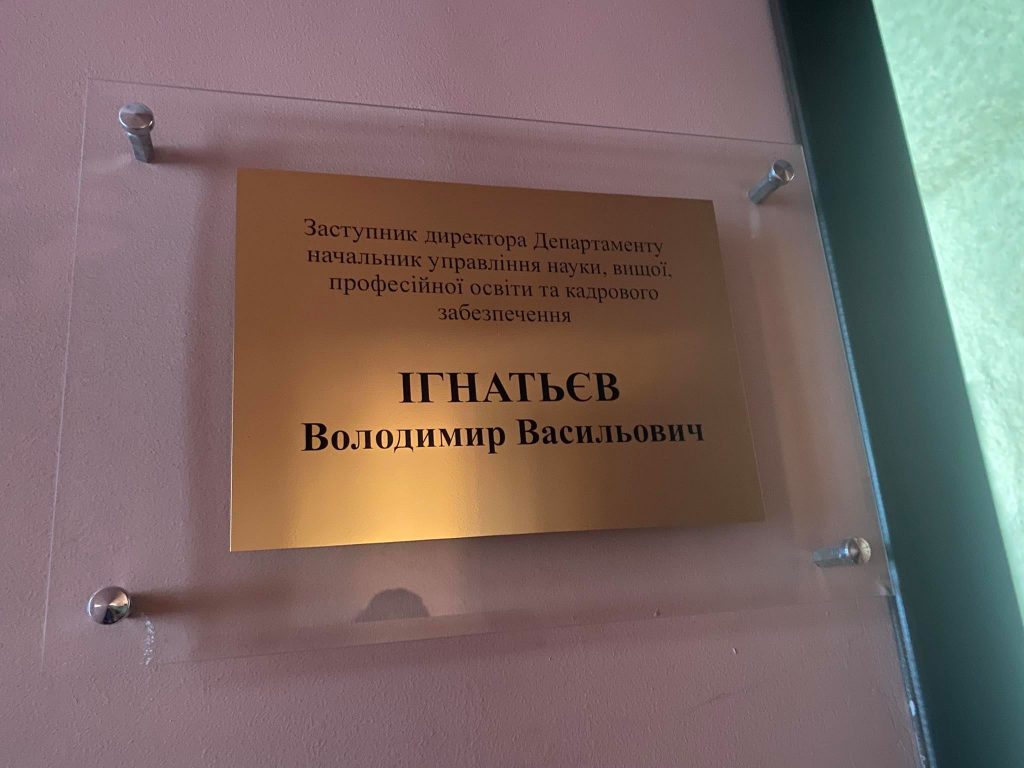 Заступник директора Департаменту
начальник управління науки, вищої,
професійної освіти та кадрового
забезпечення
ІГНАТЬЄВ
Володимир Васильович